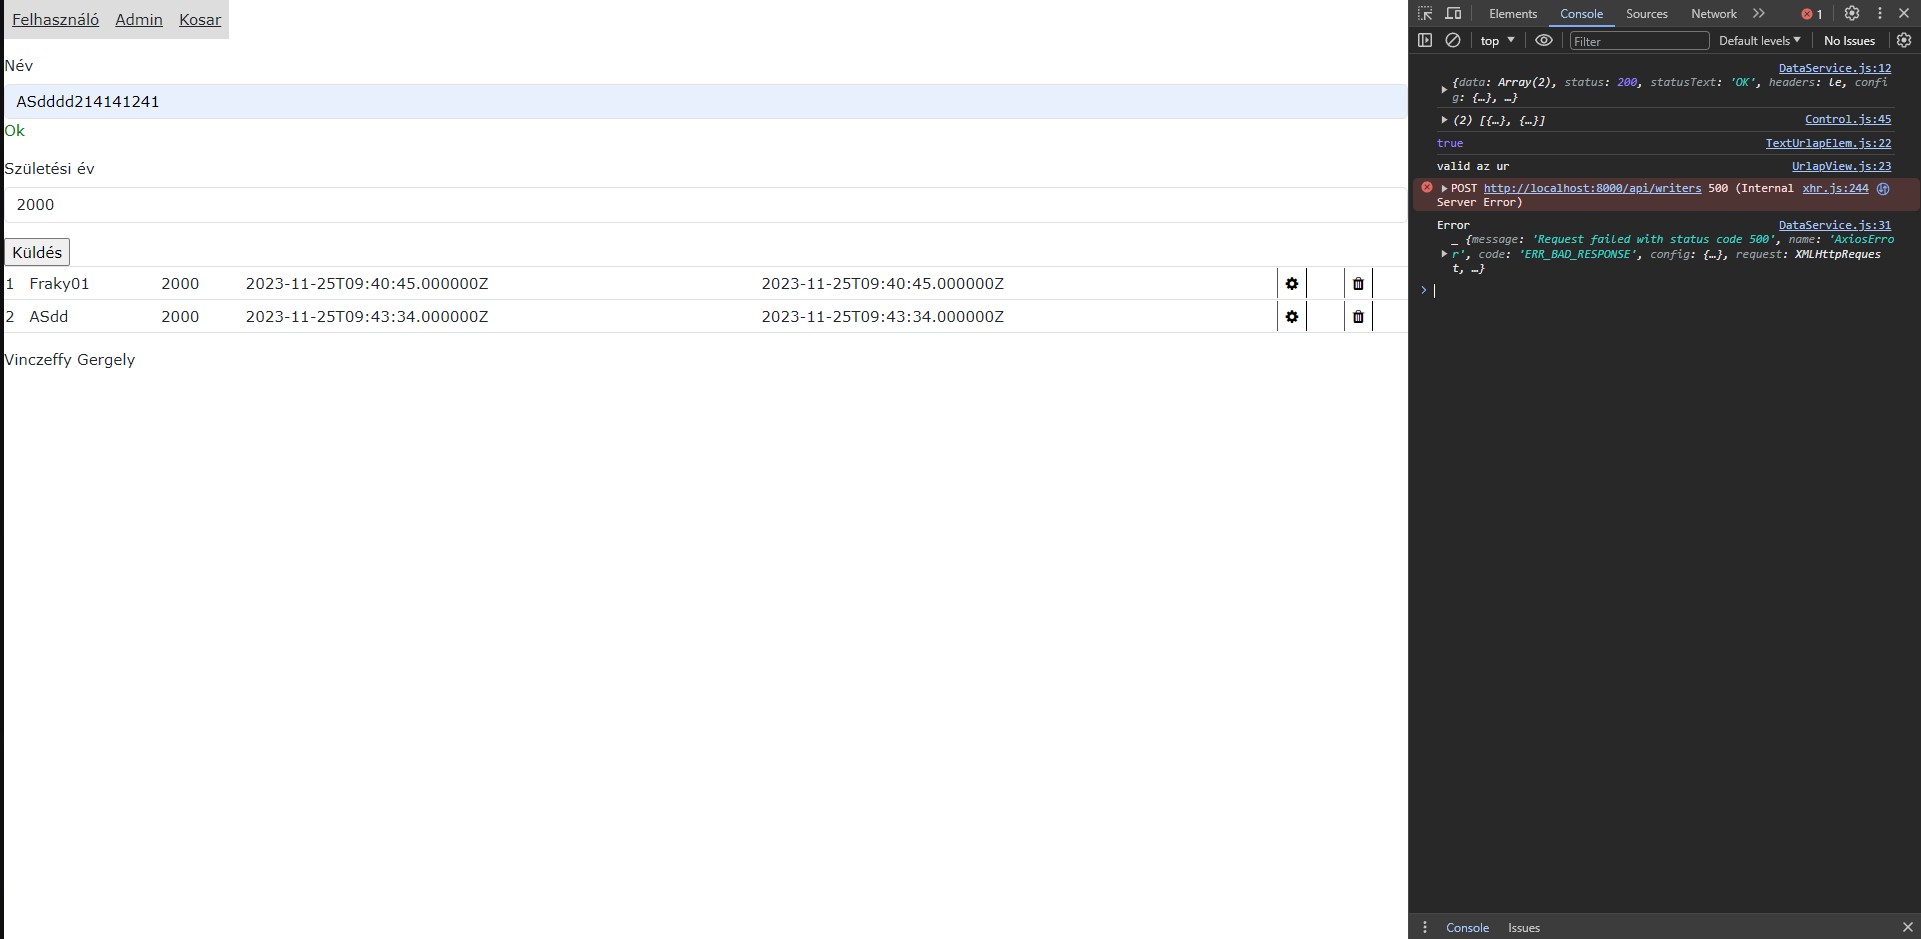 Felhasználó Admin Kosar
Név
ASdddd214141241
Ok
Születési év
2000
Küldés
1 Fraky01 2000 2023-11-25T09:40:45.000000Z 2023-11-25T09:40:45.000000Z
2 ASdd 2000 2023-11-25T09:43:34.000000Z 2023-11-25T09:43:34.000000Z
Vinczeffy Gergely
Elements Console Sources Network 1
top Filter Default levels No Issues
DataService.js:12
{data: Array(2), status: 200, statusText: 'OK', headers: le, confi
g: {…}, …}
(2) [{…}, {…}] Control.js:45
true TextUrlapElem.js:22
valid az ur UrlapView.js:23
POST http://localhost:8000/api/writers 500 (Internal xhr.js:244
Server Error)
Error DataService.js:31
_ {message: 'Request failed with status code 500', name: 'AxiosErro
r', code: 'ERR_BAD_RESPONSE', config: {…}, request: XMLHttpReques
t, …}
Console Issues